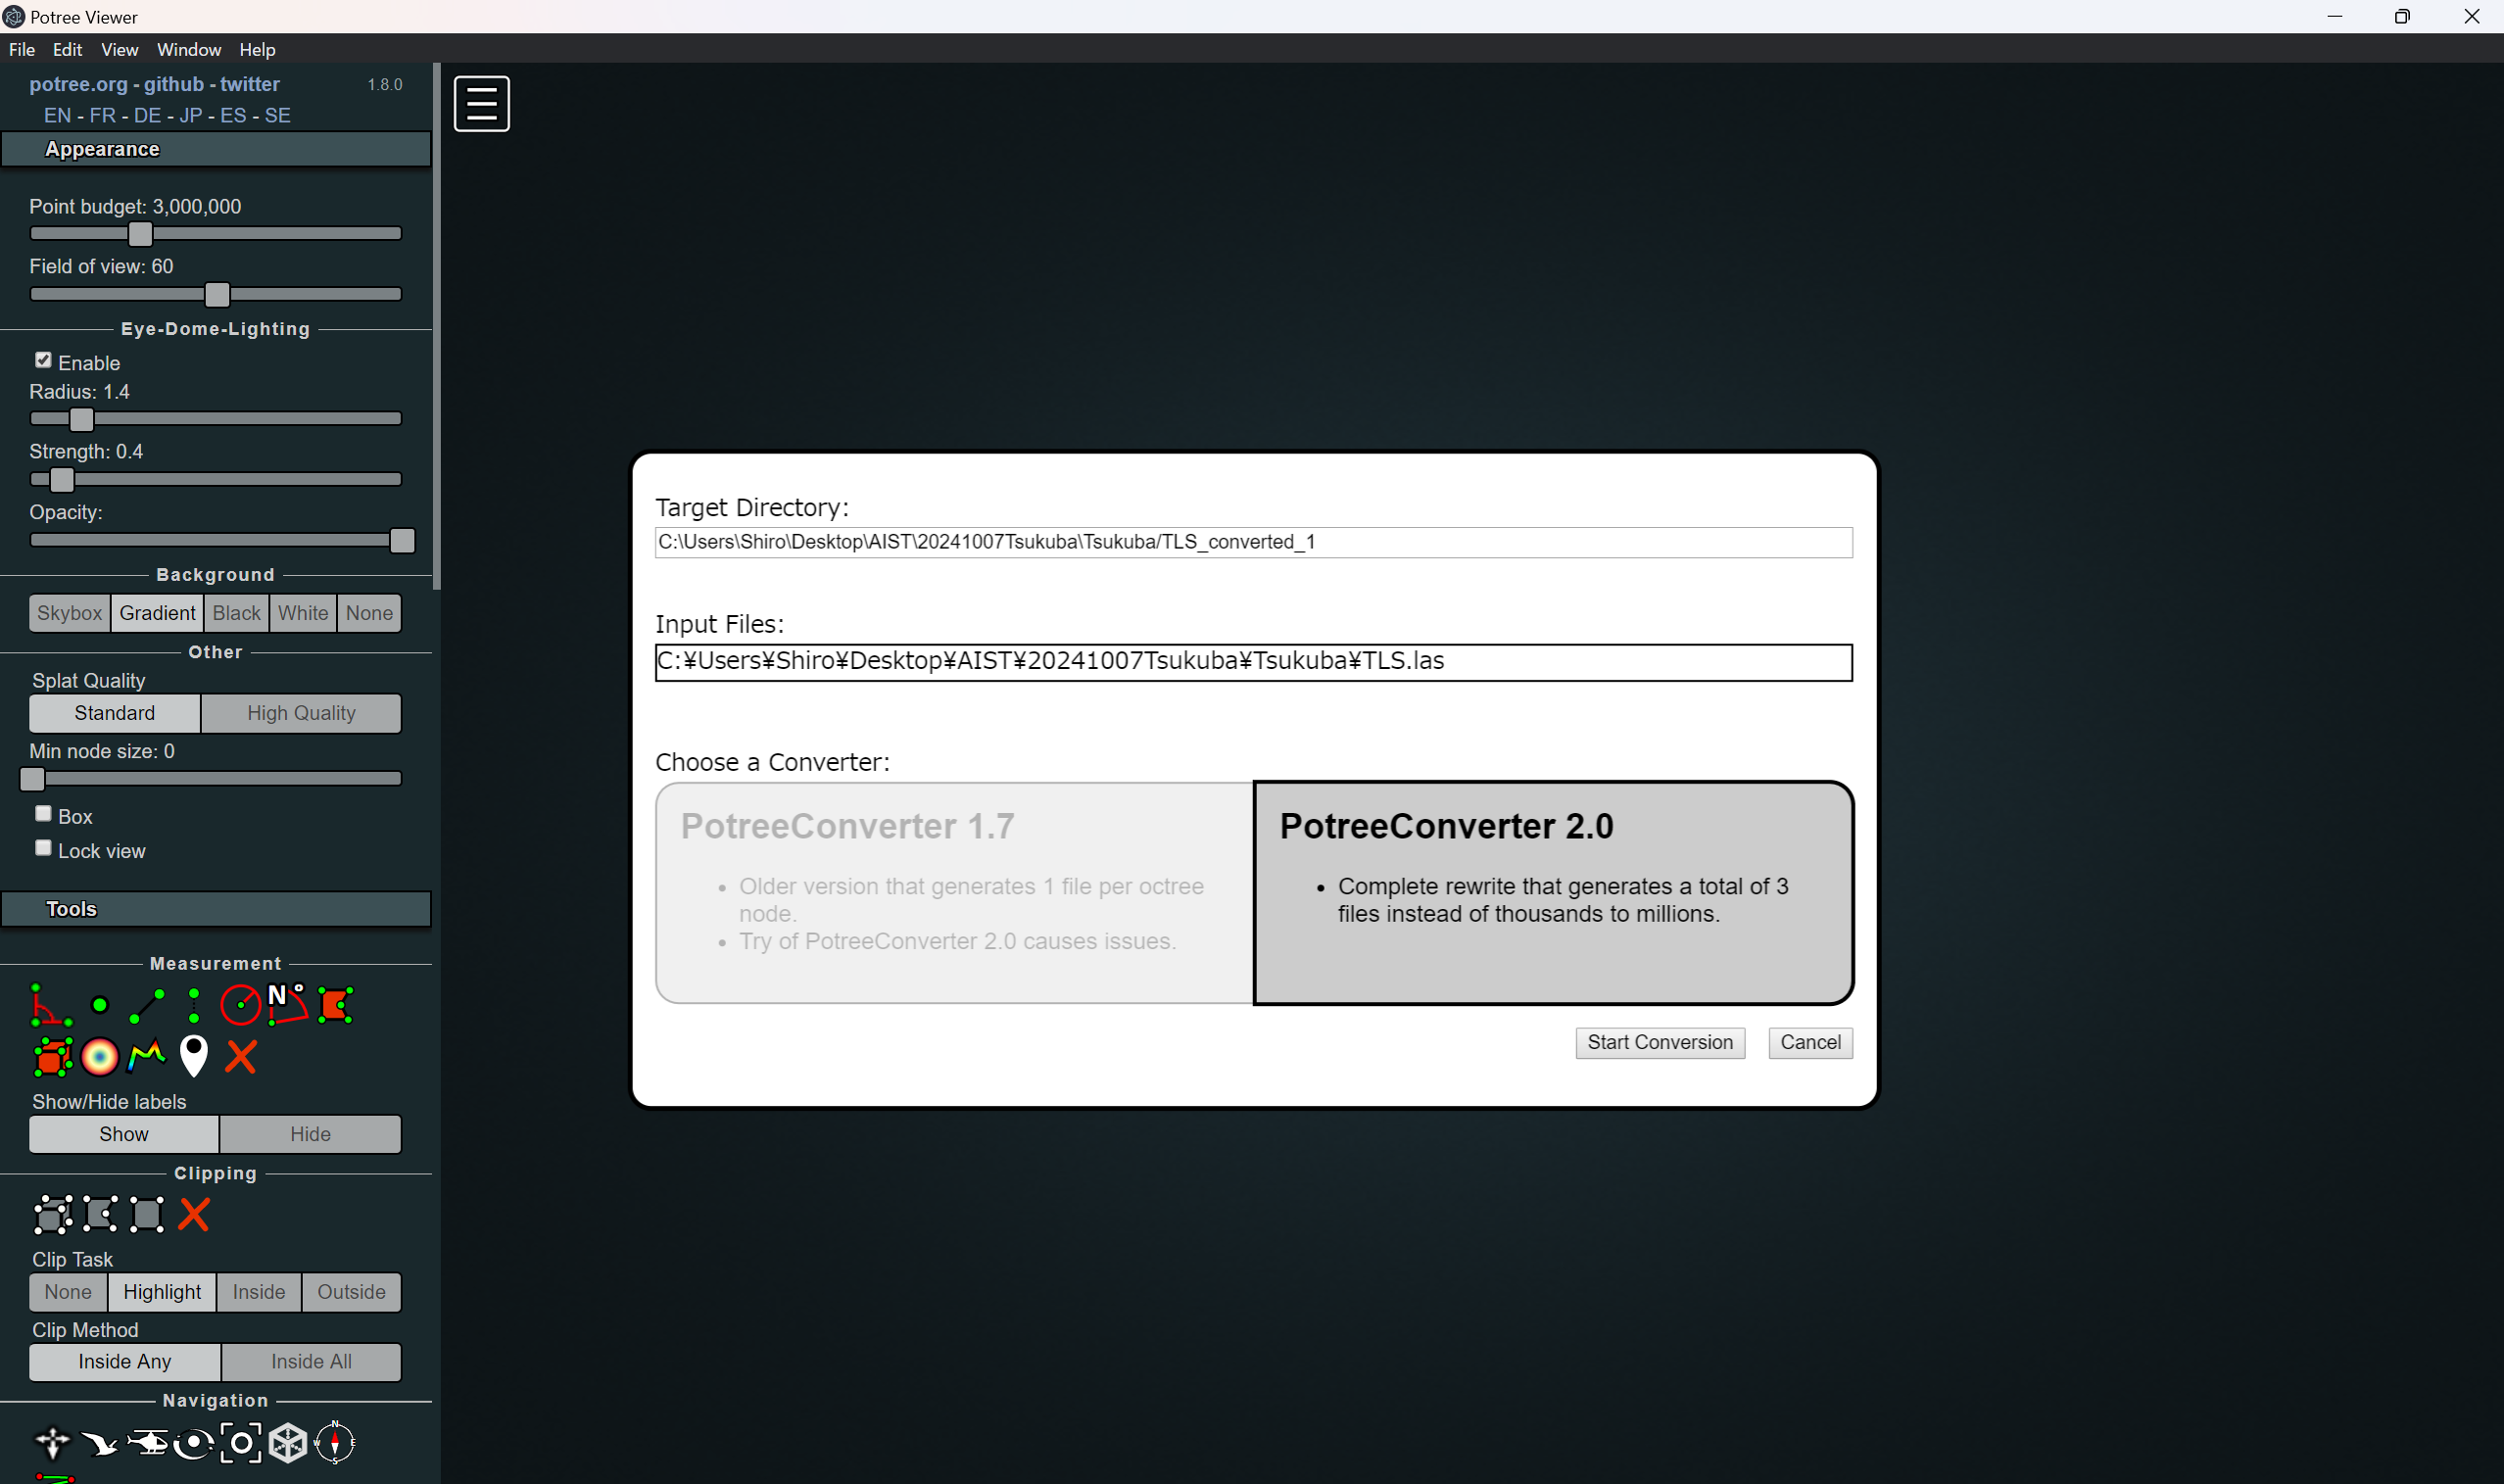 Potree Viewer
File Edit View Window Help
potree.org - github - twitter 1.8.0
EN - FR - DE - JP - ES - SE
Appearance
Point budget: 3,000,000
Field of view: 60
Eye-Dome-Lighting
Enable
Radius: 1.4
Strength: 0.4
Opacity:
Background
Skybox Gradient Black White None
Other
Splat Quality
Standard High Quality
Min node size: 0
Box
Lock view
Tools
Measurement
N°
Show/Hide labels
Show Hide
Clipping
Clip Task
None Highlight Inside Outside
Clip Method
Inside Any Inside All
Navigation
N
W E
S
Target Directory:
C:\Users\Shiro\Desktop\AIST\20241007Tsukuba\Tsukuba/TLS_converted_1
Input Files:
C:¥Users¥Shiro¥Desktop¥AIST¥20241007Tsukuba¥Tsukuba¥TLS.las
Choose a Converter:
PotreeConverter 1.7
• Older version that generates 1 file per octree
node.
• Try of PotreeConverter 2.0 causes issues.
PotreeConverter 2.0
• Complete rewrite that generates a total of 3
files instead of thousands to millions.
Start Conversion Cancel